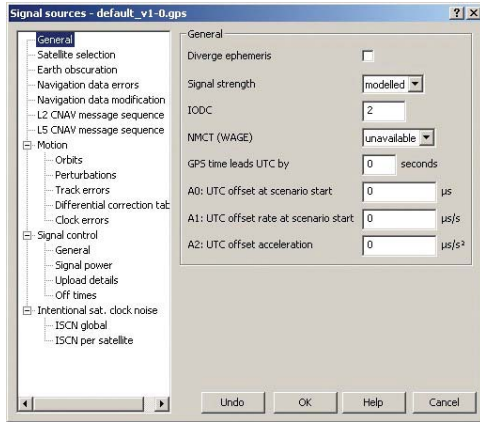 Signal sources - default_v1-0.gps
General
Satellite selection
Earth obscuration
Navigation data errors
Navigation data modification
L2 CNAV message sequence
L5 CNAV message sequence
Motion
Orbits
Perturbations
Track errors
Differential correction tab
Clock errors
Signal control
General
Signal power
Upload details
Off times
Intentional sat. clock noise
ISCN global
ISCN per satellite
General
Diverge ephemeris
Signal strength modelled
IODC 2
NMCT (WAGE) unavailable
GPS time leads UTC by 0 seconds
A0: UTC offset at scenario start 0 µs
A1: UTC offset rate at scenario start 0 µs/s
A2: UTC offset acceleration 0 µs/s²
Undo OK Help Cancel